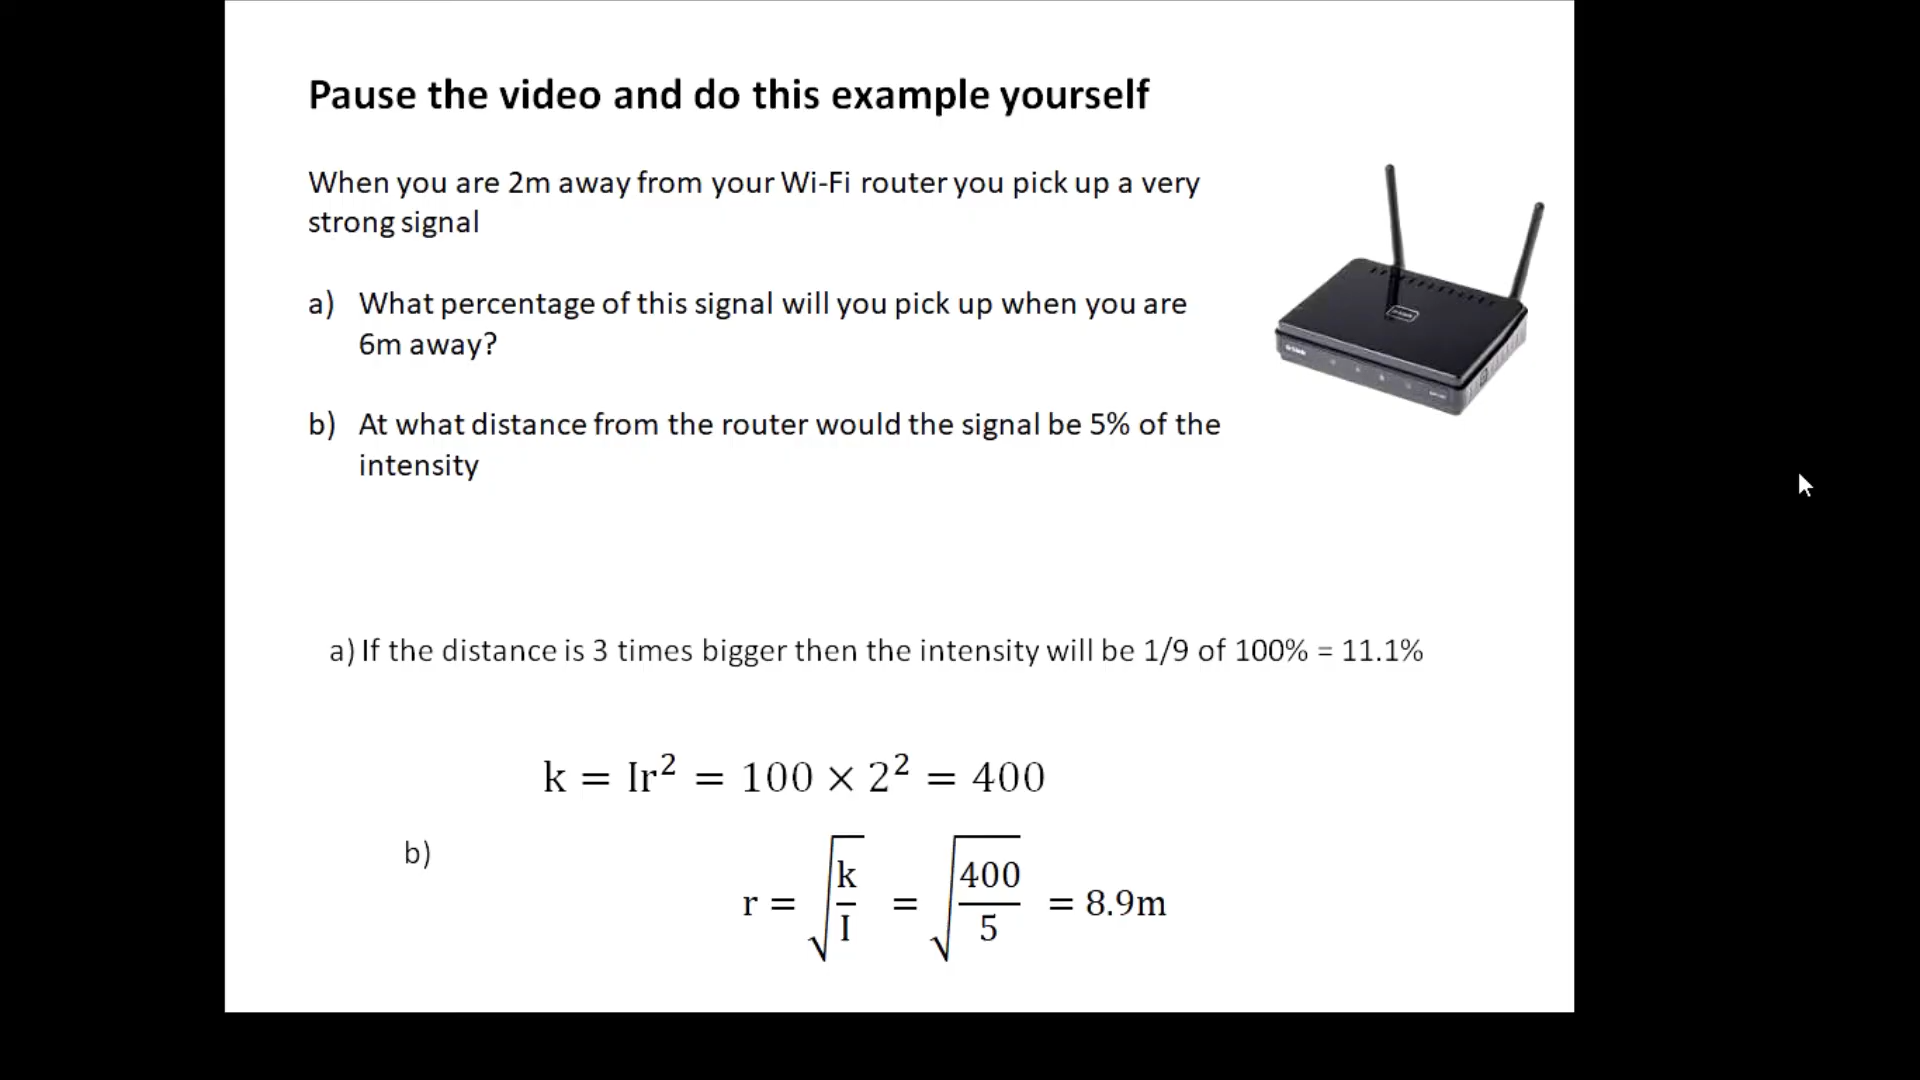 Pause the video and do this example yourself
When you are 2m away from your Wi-Fi router you pick up a very
strong signal
a) What percentage of this signal will you pick up when you are
6m away?
b) At what distance from the router would the signal be 5% of the
intensity
a) If the distance is 3 times bigger then the intensity will be 1/9 of 100% = 11.1%
k = Ir² = 100 × 2² = 400
b)
r = √(k/I) = √(400/5) = 8.9m